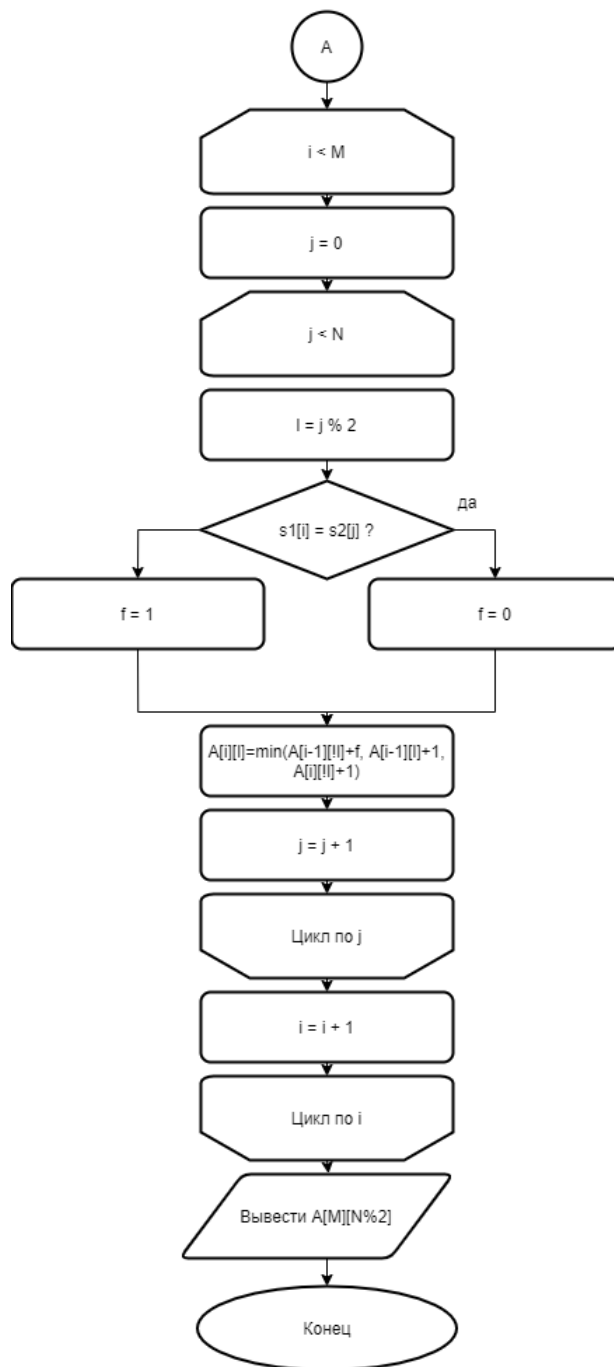 А
i < M
j = 0
j < N
l = j % 2
s1[i] = s2[j] ?
да
f = 1
f = 0
A[i][l]=min(A[i-1][!l]+f, A[i-1][l]+1,
A[i][!l]+1)
j = j + 1
Цикл по j
i = i + 1
Цикл по i
Вывести A[M][N%2]
Конец